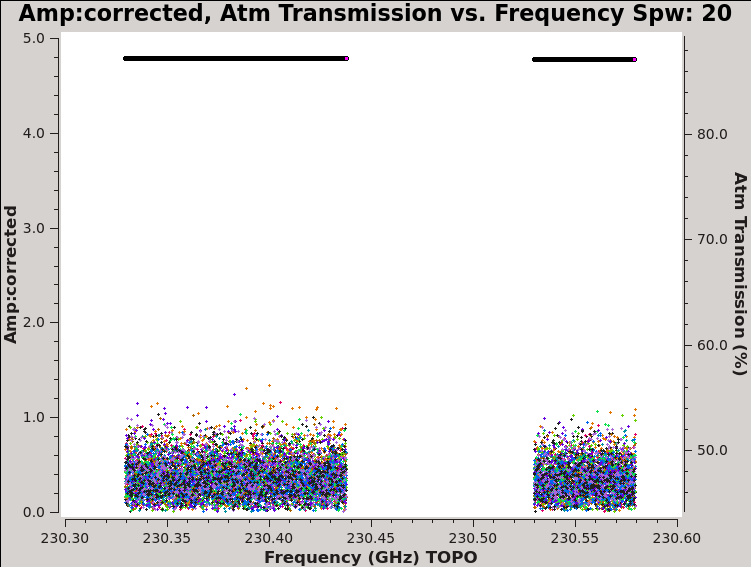 Amp:corrected, Atm Transmission vs. Frequency Spw: 20
5.0
4.0
3.0
2.0
1.0
0.0
Amp:corrected
80.0
70.0
60.0
50.0
Atm Transmission (%)
230.30 230.35 230.40 230.45 230.50 230.55 230.60
Frequency (GHz) TOPO